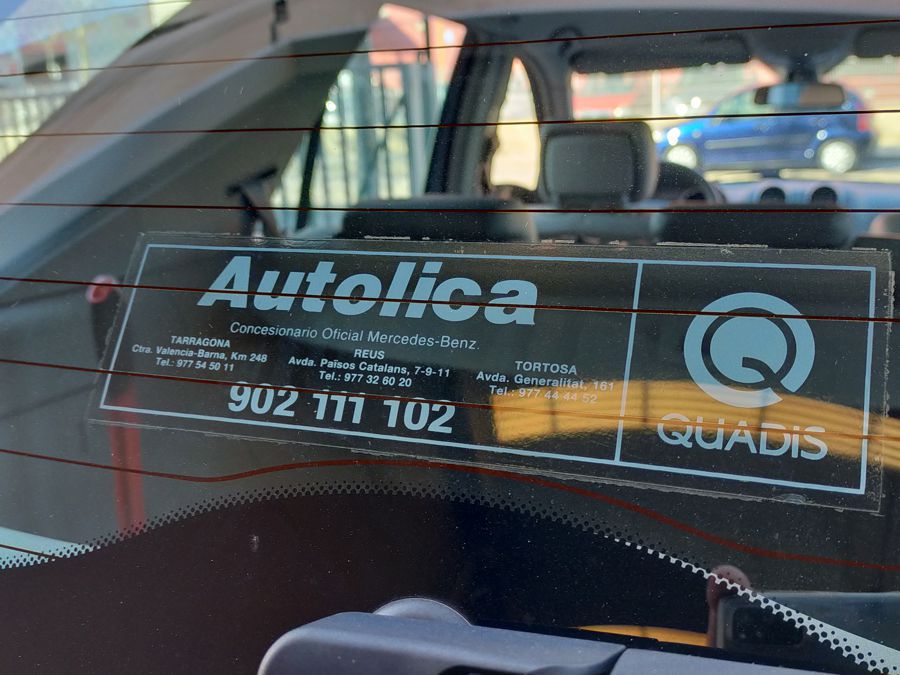 Autolica
Concesionario Oficial Mercedes-Benz.
TARRAGONA
Ctra. Valencia-Barna, Km 248
Tel.: 977 54 50 11
REUS
Avda. Països Catalans, 7-9-11
Tel.: 977 32 60 20
TORTOSA
Avda. Generalitat, 161
Tel.: 977 44 44 52
902 111 102
QUADiS